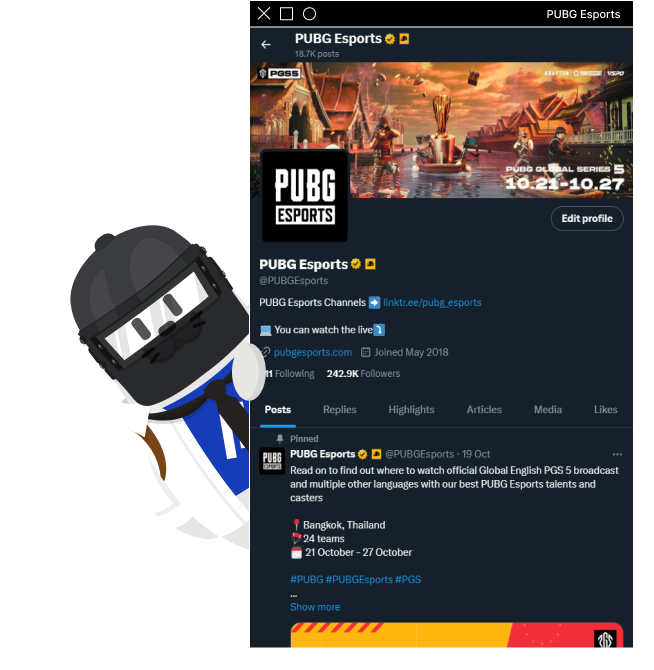 PUBG Esports
PUBG Esports
18.7K posts
PGS5
KRAFTON
PUBG GLOBAL SERIES 5
10.21-10.27
PUBG
ESPORTS
Edit profile
PUBG Esports
@PUBGEsports
PUBG Esports Channels ➡️ linktr.ee/pubg_esports
💻 You can watch the live⤵️
pubgesports.com Joined May 2018
11 Following 242.9K Followers
Posts Replies Highlights Articles Media Likes
Pinned
PUBG
ESPORTS
PUBG Esports @PUBGEsports · 19 Oct ...
Read on to find out where to watch official Global English PGS 5 broadcast
and multiple other languages with our best PUBG Esports talents and
casters
📍Bangkok, Thailand
24 teams
🗓️ 21 October - 27 October
#PUBG #PUBGEsports #PGS
...
Show more